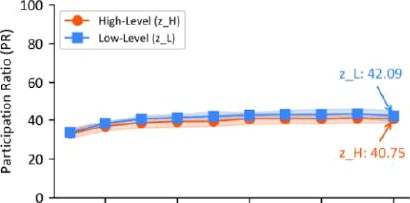 100
80
60
40
20
0
Participation Ratio (PR)
High-Level (z_H)
Low-Level (z_L)
z_L: 42.09
z_H: 40.75